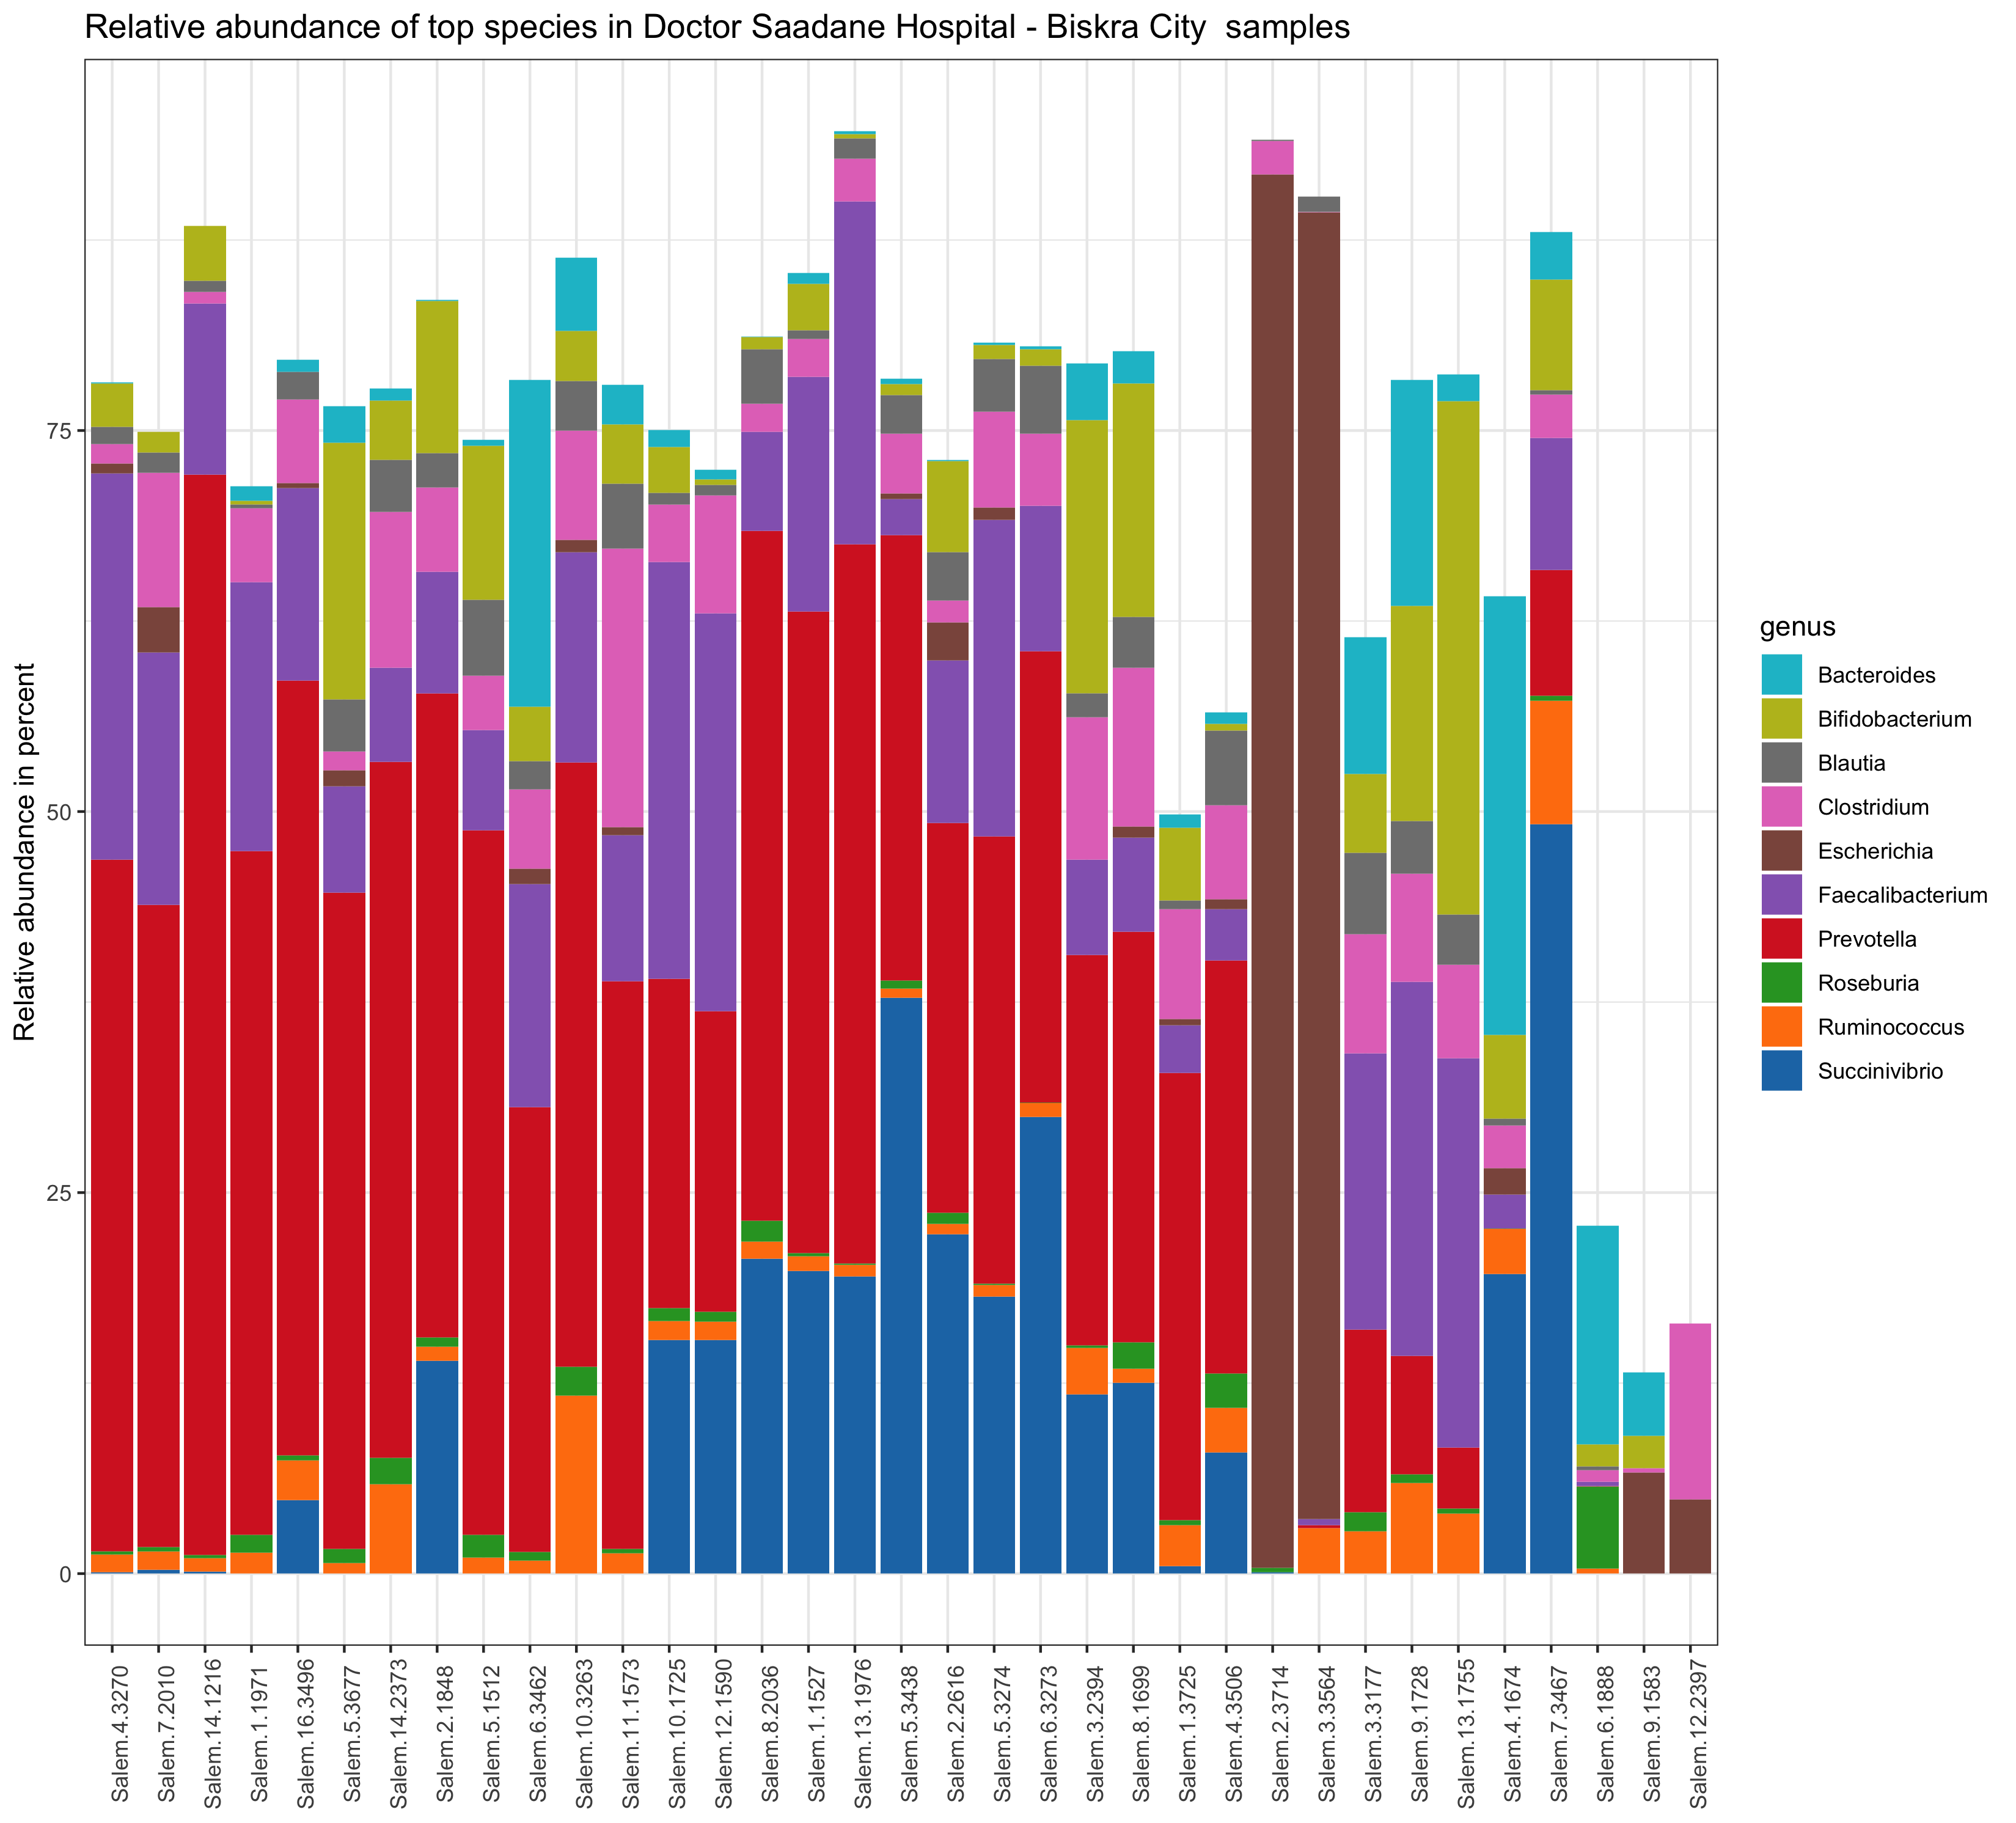 Relative abundance of top species in Doctor Saadane Hospital - Biskra City  samples
Relative abundance in percent
75
50
25
0
Salem.4.3270
Salem.7.2010
Salem.14.1216
Salem.1.1971
Salem.16.3496
Salem.5.3677
Salem.14.2373
Salem.2.1848
Salem.5.1512
Salem.6.3462
Salem.10.3263
Salem.11.1573
Salem.10.1725
Salem.12.1590
Salem.8.2036
Salem.1.1527
Salem.13.1976
Salem.5.3438
Salem.2.2616
Salem.5.3274
Salem.6.3273
Salem.3.2394
Salem.8.1699
Salem.1.3725
Salem.4.3506
Salem.2.3714
Salem.3.3564
Salem.3.3177
Salem.9.1728
Salem.13.1755
Salem.4.1674
Salem.7.3467
Salem.6.1888
Salem.9.1583
Salem.12.2397
genus
Bacteroides
Bifidobacterium
Blautia
Clostridium
Escherichia
Faecalibacterium
Prevotella
Roseburia
Ruminococcus
Succinivibrio